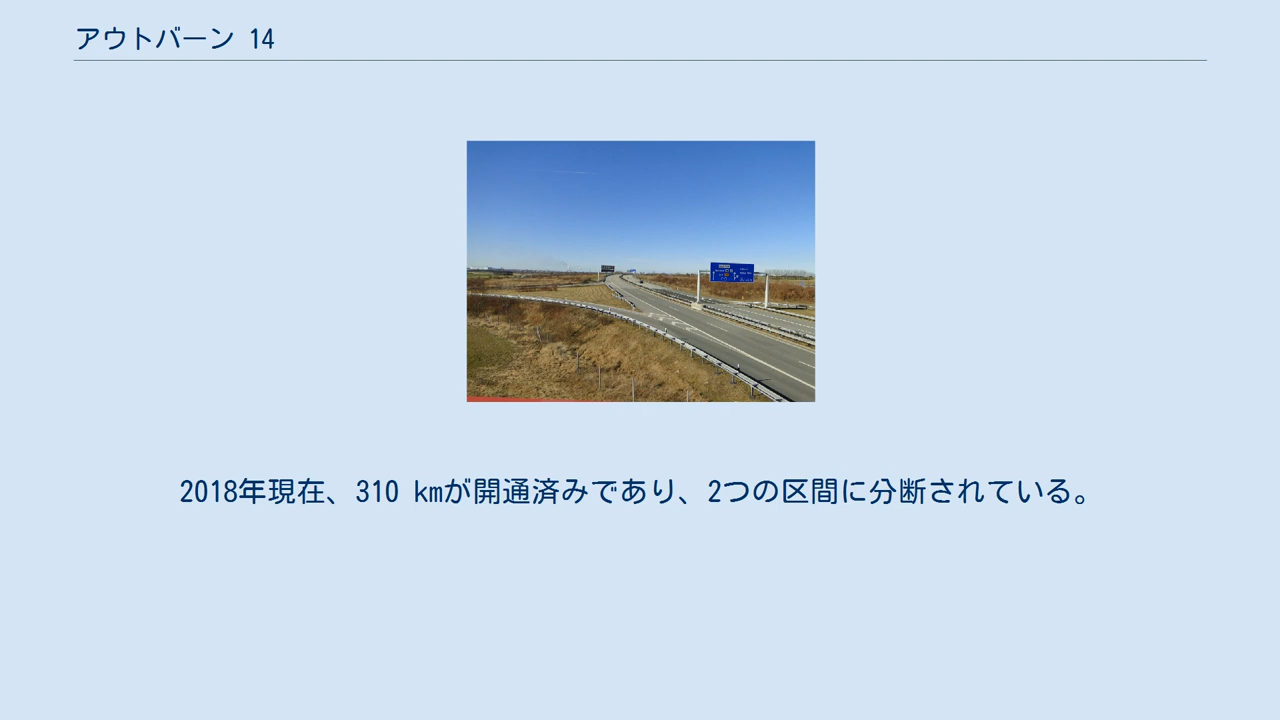 アウトバーン 14
2018年現在、310 kmが開通済みであり、2つの区間に分断されている。